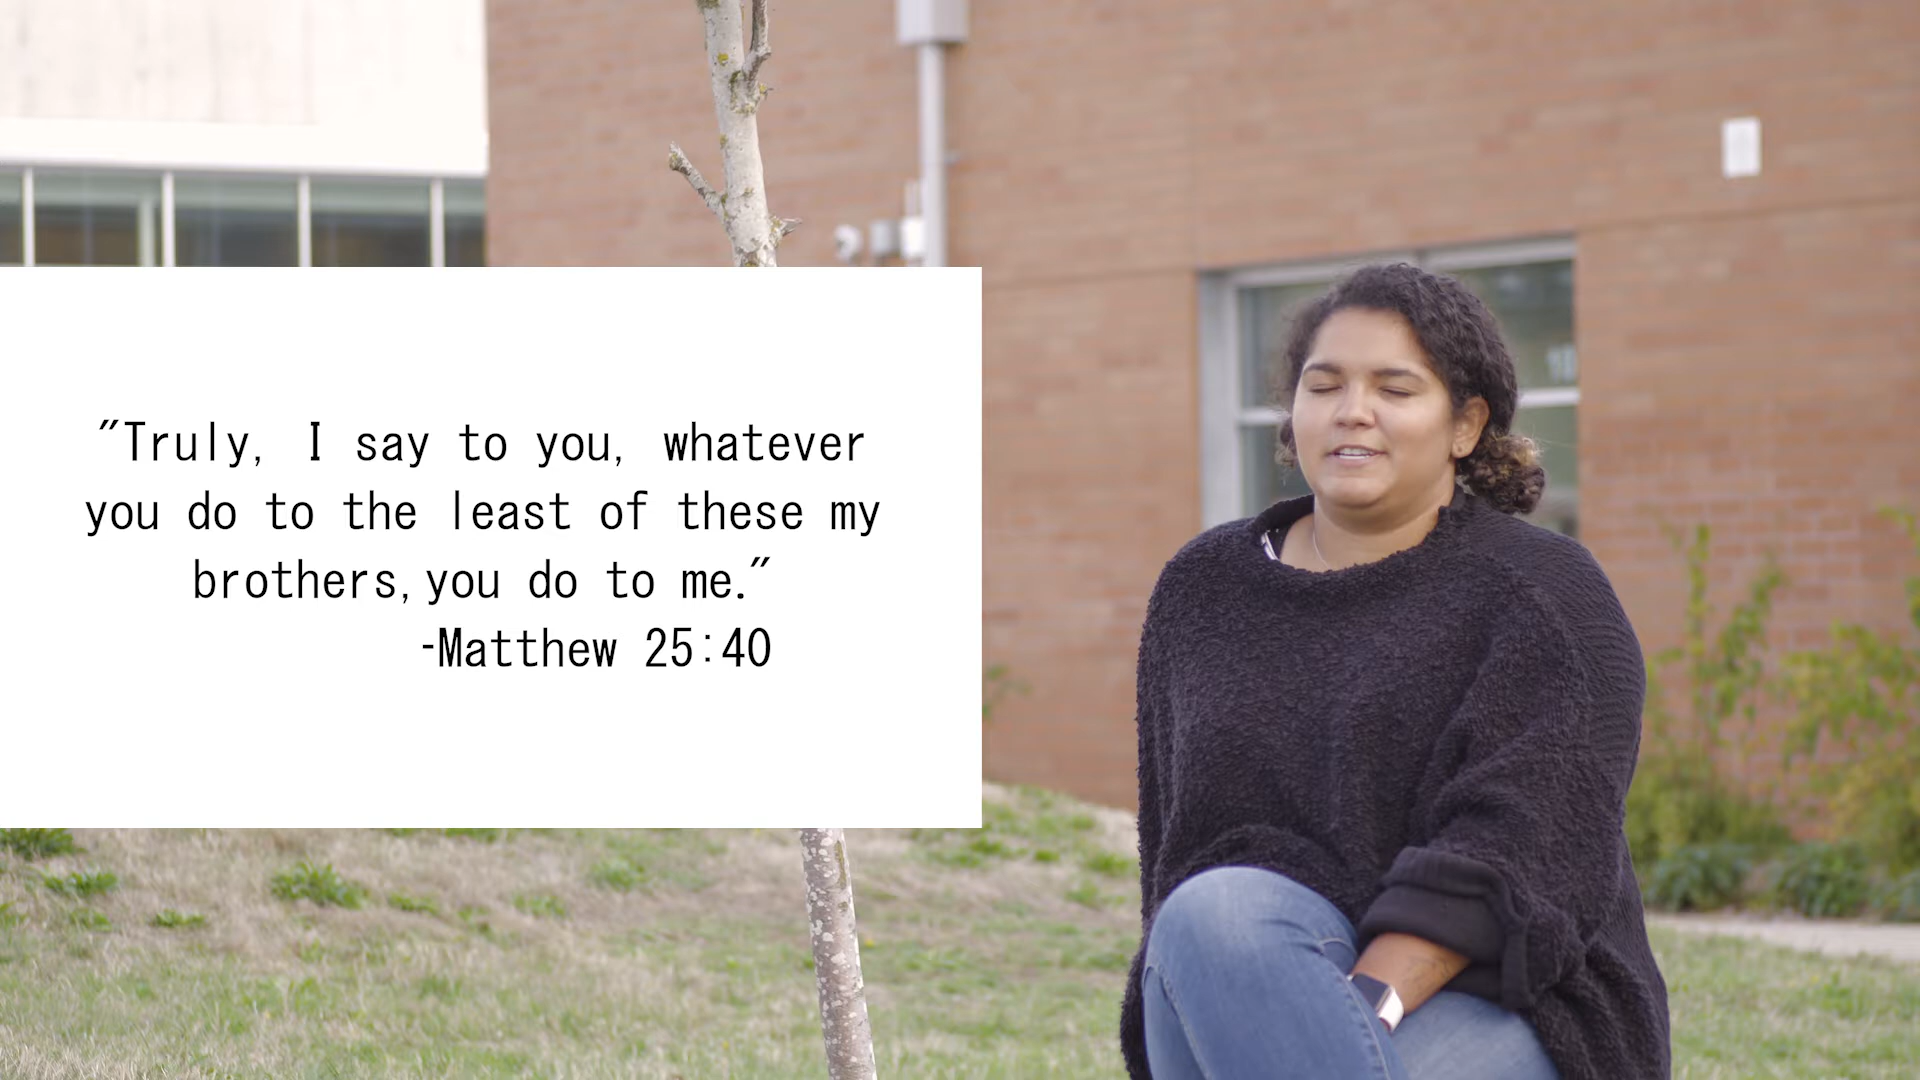 "Truly, I say to you, whatever
you do to the least of these my
brothers, you do to me."
-Matthew 25:40